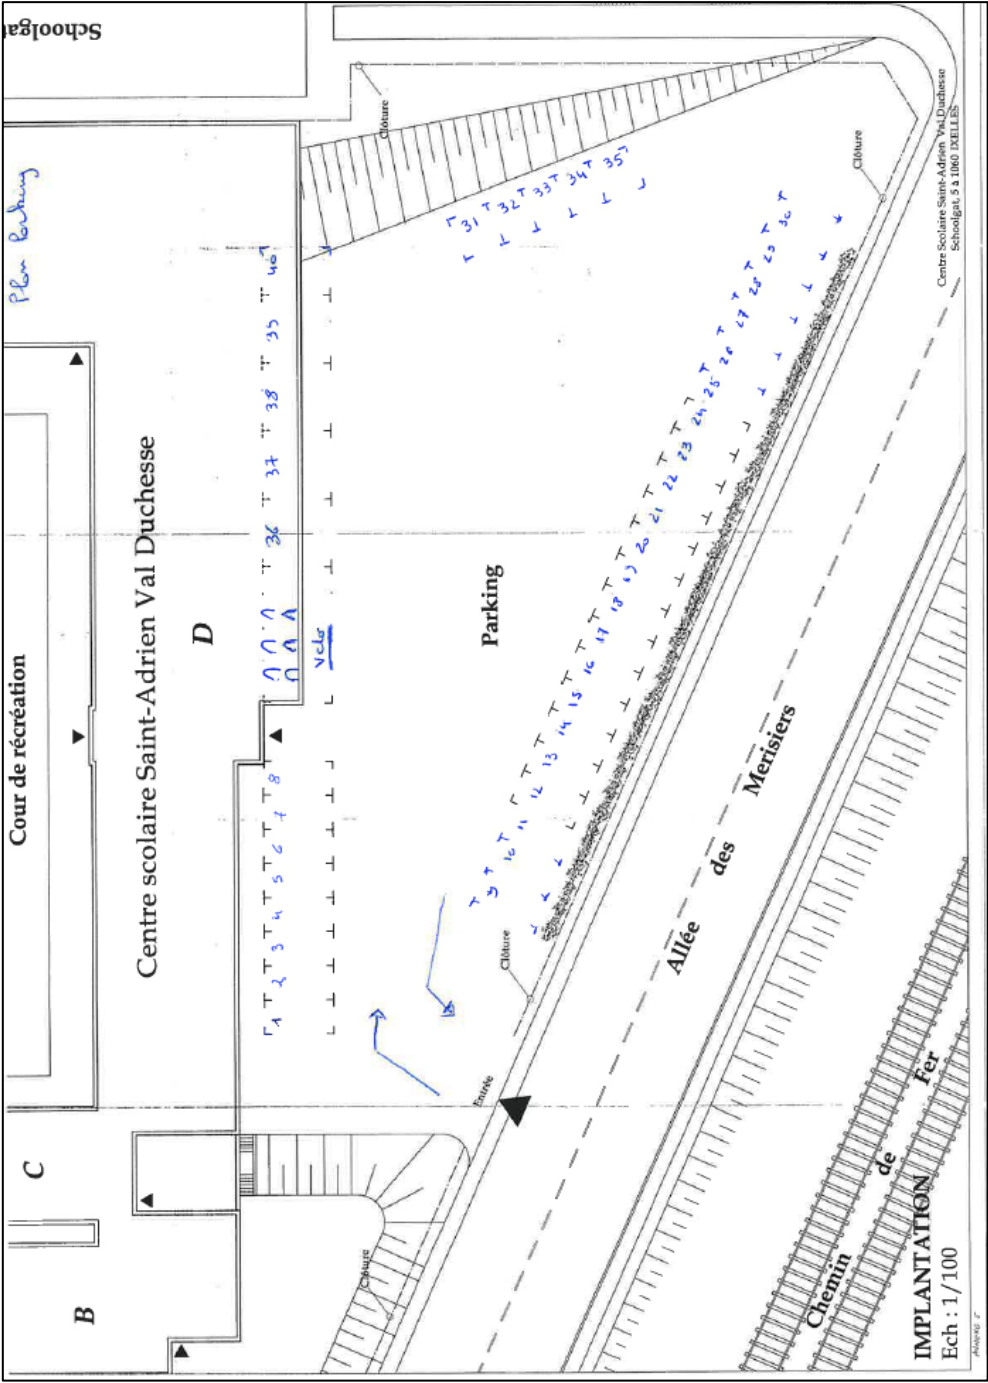 Plan Parking
Schoolgat
Cour de récréation
Centre scolaire Saint-Adrien Val Duchesse
B
C
D
1 2 3 4 5 6 7 8
Velo
36 37 38 39 40
31 32 33 34 35
Parking
9 10 11 12 13 14 15 16 17 18 19 20 21 22 23 24 25 26 27 28 29 30
Clôture
Clôture
Clôture
Clôture
Entrée
Allée des Merisiers
Chemin de Fer
IMPLANTATION
Ech : 1/100
Centre Scolaire Saint-Adrien Val Duchesse
Schoolgat, 5 à 1060 IXELLES